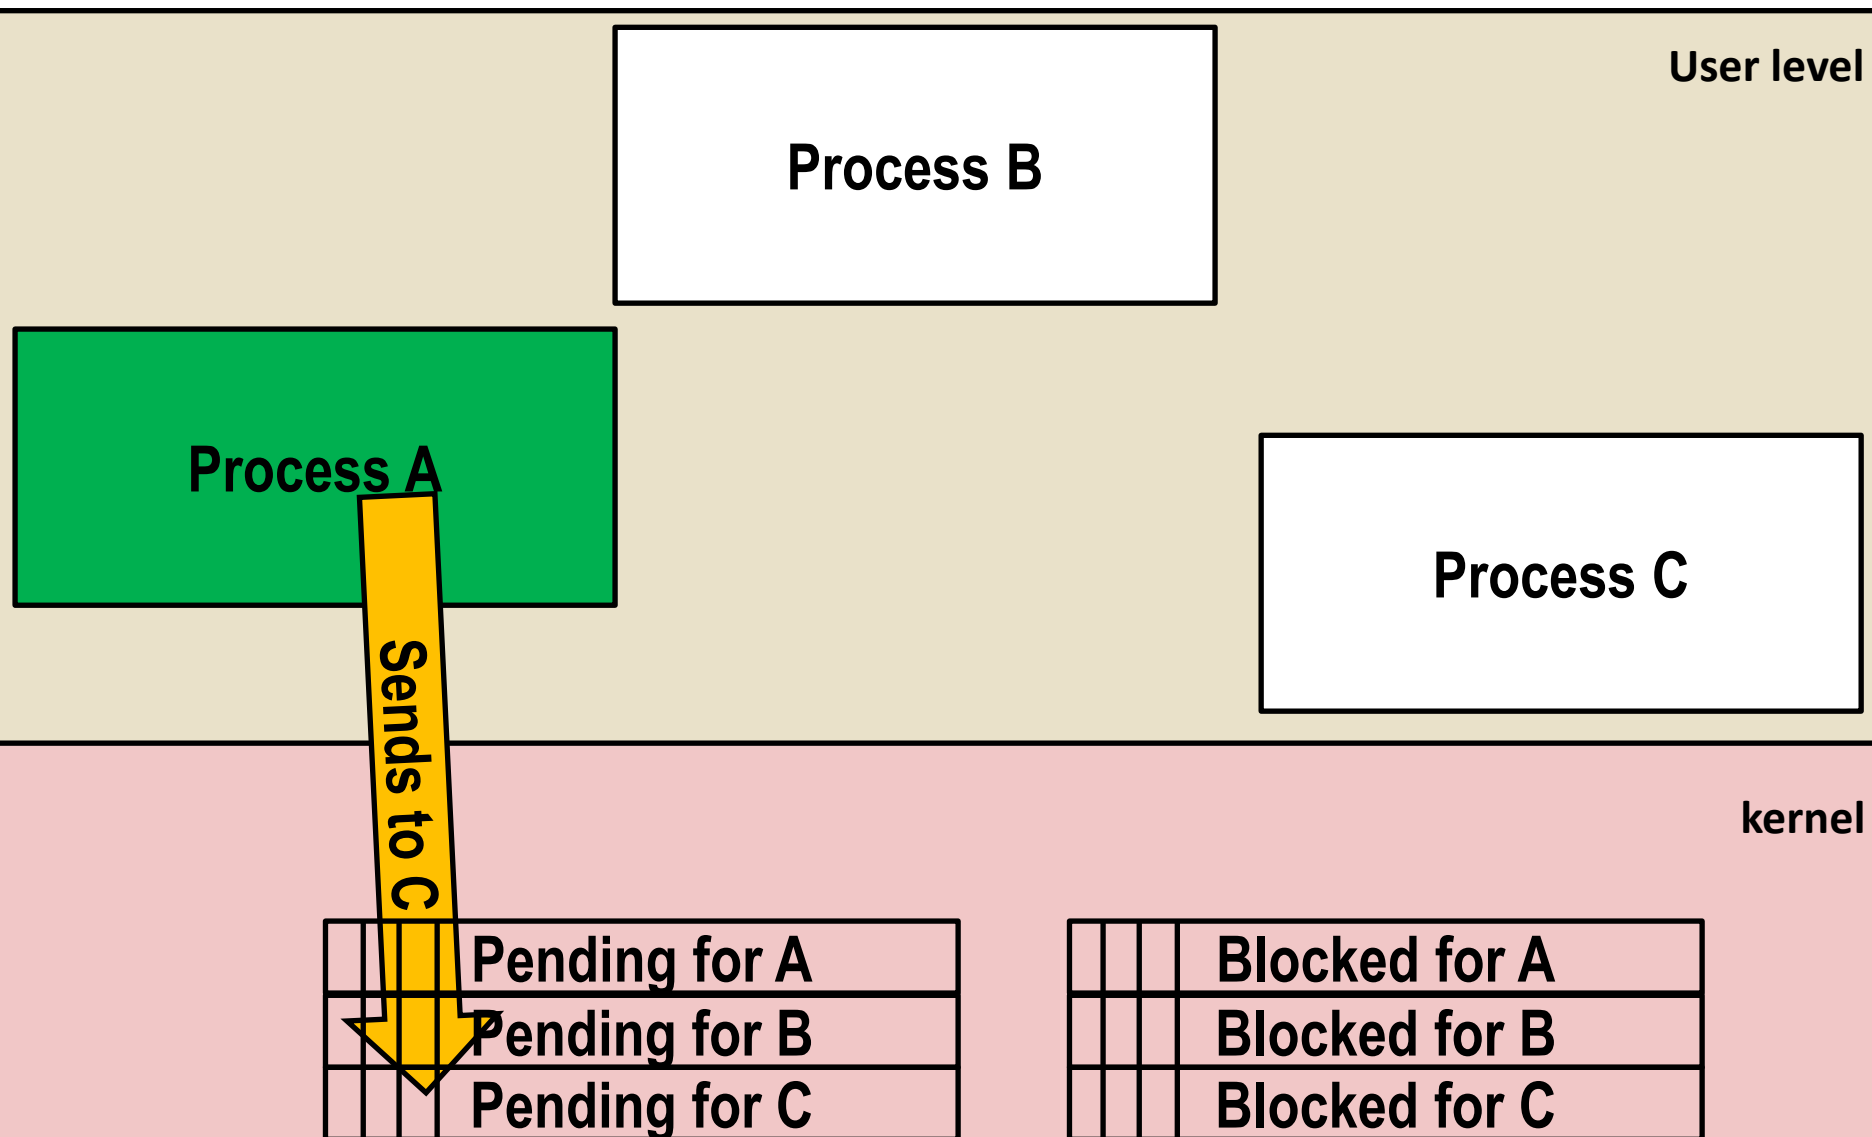 User level
Process B
Process A
Process C
Sends to C
kernel
Pending for A
Blocked for A
Pending for B
Blocked for B
Pending for C
Blocked for C